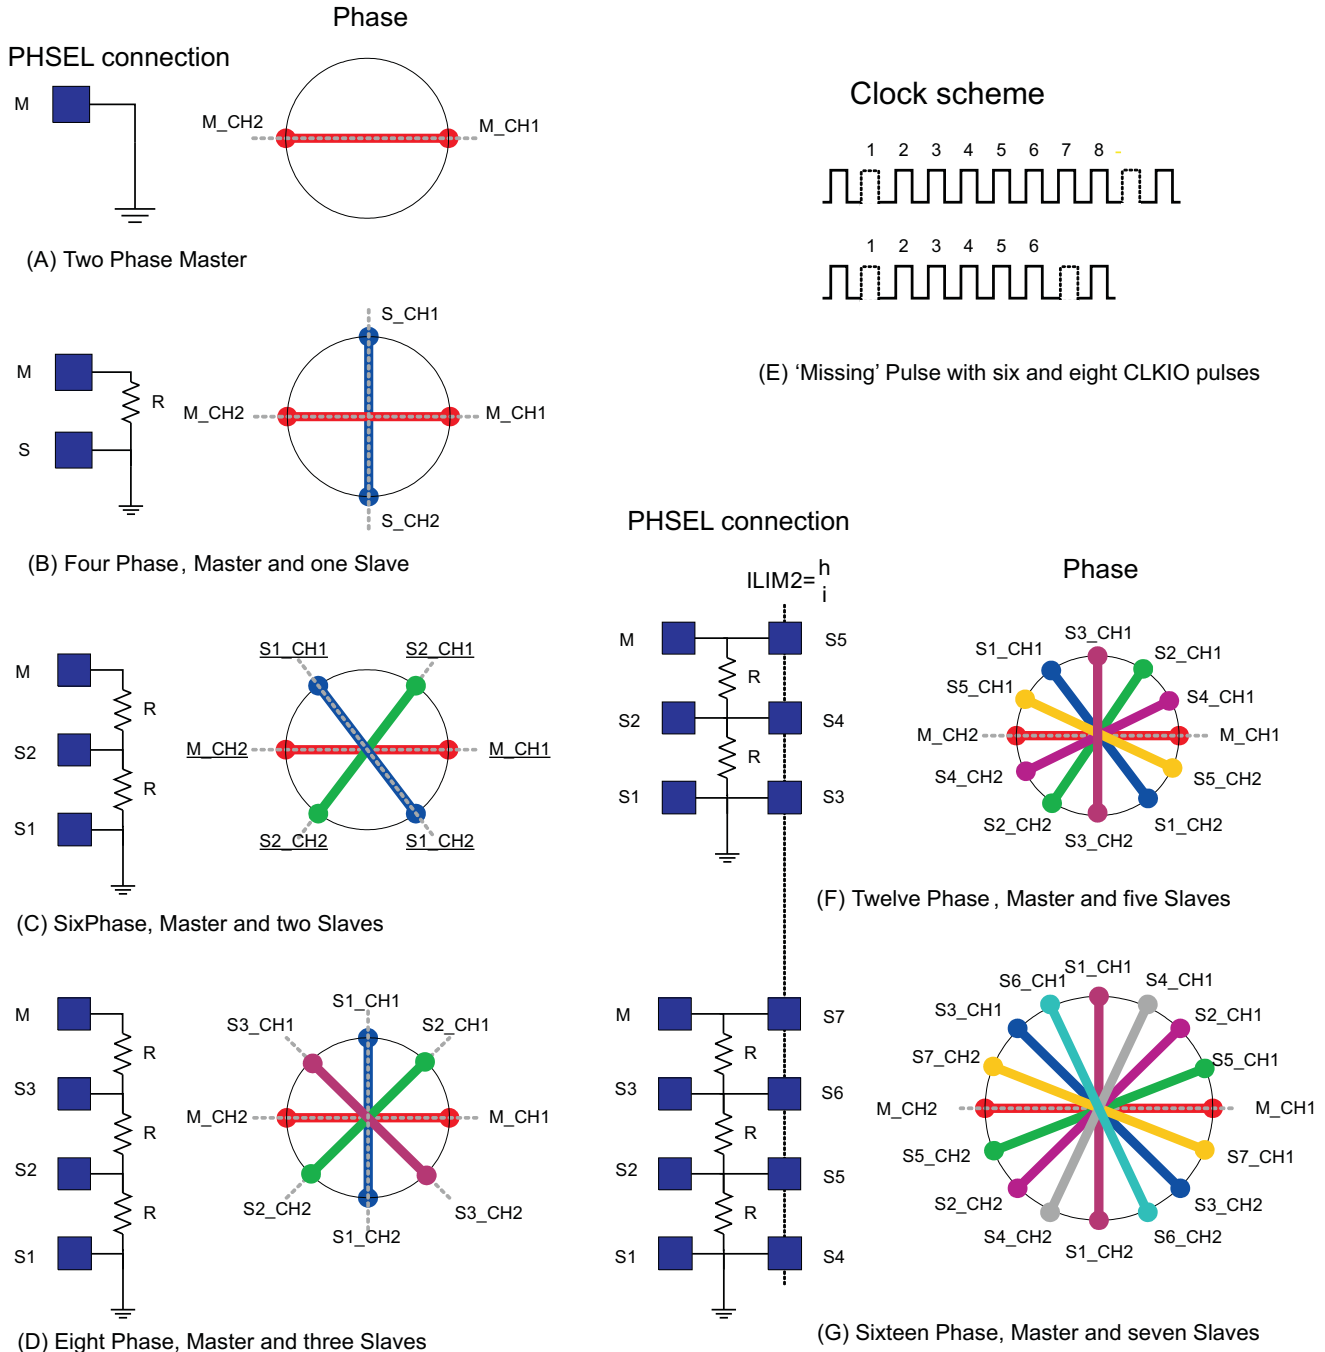 Phase
PHSEL connection
M
M_CH2
M_CH1
(A) Two Phase Master
Clock scheme
1 2 3 4 5 6 7 8 -
1 2 3 4 5 6
(E) ‘Missing’ Pulse with six and eight CLKIO pulses
S_CH1
M
R
M_CH2
M_CH1
S
S_CH2
(B) Four Phase, Master and one Slave
S1_CH1
S2_CH1
M
R
S2
M_CH2
M_CH1
R
S1
S2_CH2
S1_CH2
(C) SixPhase, Master and two Slaves
M
S1_CH1
S3_CH1
S2_CH1
R
S3
M_CH2
M_CH1
R
S2
R
S2_CH2
S3_CH2
S1_CH2
S1
(D) Eight Phase, Master and three Slaves
PHSEL connection
ILIM2= h
i
Phase
M
S5
R
S2
S4
R
S1
S3
S3_CH1
S1_CH1
S2_CH1
S5_CH1
S4_CH1
M_CH2
M_CH1
S4_CH2
S5_CH2
S2_CH2
S1_CH2
S3_CH2
(F) Twelve Phase, Master and five Slaves
M
S7
R
S3
S6
R
S2
S5
R
S1
S4
S1_CH1
S6_CH1
S4_CH1
S3_CH1
S2_CH1
S7_CH2
S5_CH1
M_CH2
M_CH1
S5_CH2
S7_CH1
S2_CH2
S3_CH2
S4_CH2
S6_CH2
S1_CH2
(G) Sixteen Phase, Master and seven Slaves